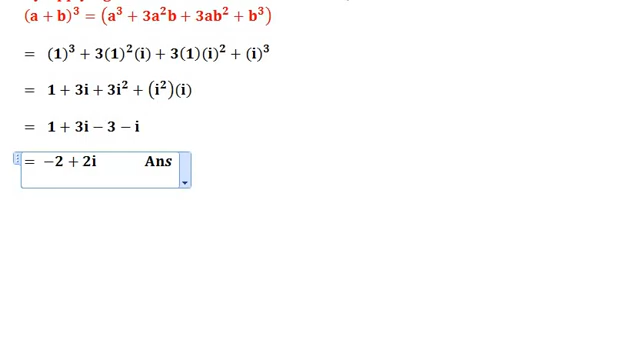 (a + b)³ = (a³ + 3a²b + 3ab² + b³)
= (1)³ + 3(1)²(i) + 3(1)(i)² + (i)³
= 1 + 3i + 3i² + (i²)(i)
= 1 + 3i − 3 − i
= −2 + 2i Ans